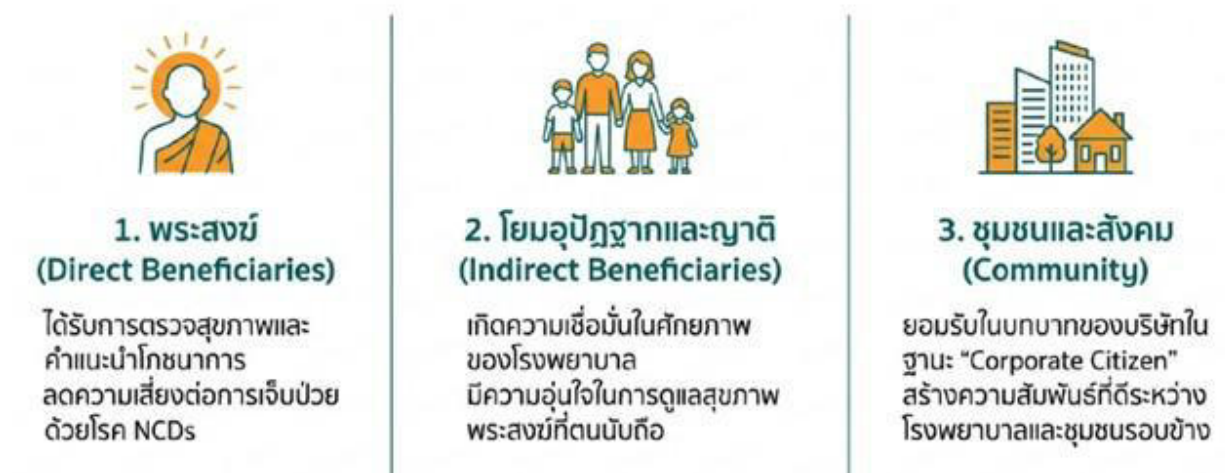 1. พระสงฆ์
(Direct Beneficiaries)
ได้รับการตรวจสุขภาพและ
คำแนะนำโภชนาการ
ลดความเสี่ยงต่อการเจ็บป่วย
ด้วยโรค NCDs
2. โยมอุปัฏฐากและญาติ
(Indirect Beneficiaries)
เกิดความเชื่อมั่นในศักยภาพ
ของโรงพยาบาล
มีความอุ่นใจในการดูแลสุขภาพ
พระสงฆ์ที่ตนนับถือ
3. ชุมชนและสังคม
(Community)
ยอมรับในบทบาทของบริษัทใน
ฐานะ "Corporate Citizen"
สร้างความสัมพันธ์ที่ดีระหว่าง
โรงพยาบาลและชุมชนรอบข้าง